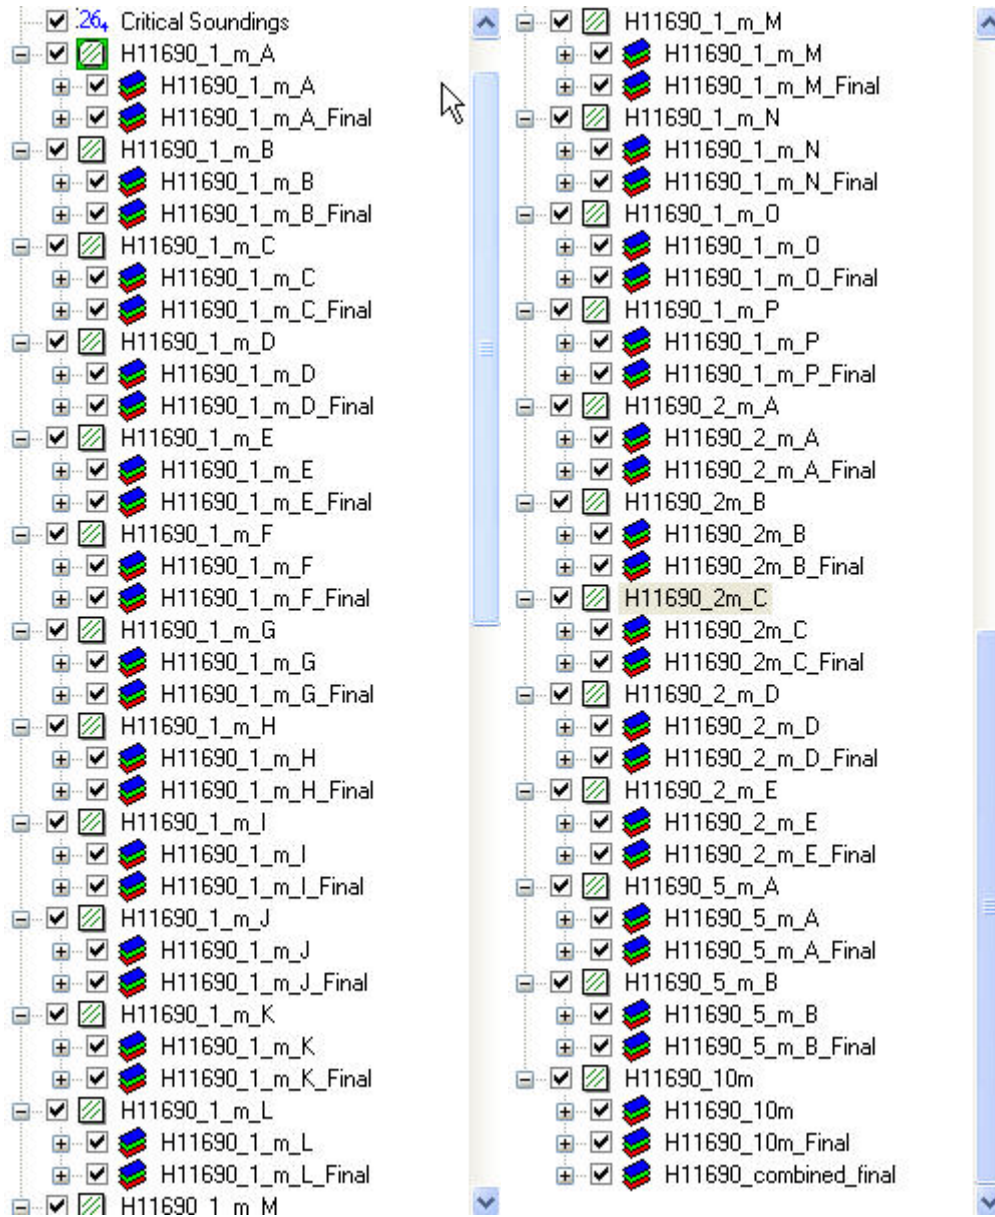 .26₄ Critical Soundings
H11690_1_m_A
H11690_1_m_A
H11690_1_m_A_Final
H11690_1_m_B
H11690_1_m_B
H11690_1_m_B_Final
H11690_1_m_C
H11690_1_m_C
H11690_1_m_C_Final
H11690_1_m_D
H11690_1_m_D
H11690_1_m_D_Final
H11690_1_m_E
H11690_1_m_E
H11690_1_m_E_Final
H11690_1_m_F
H11690_1_m_F
H11690_1_m_F_Final
H11690_1_m_G
H11690_1_m_G
H11690_1_m_G_Final
H11690_1_m_H
H11690_1_m_H
H11690_1_m_H_Final
H11690_1_m_I
H11690_1_m_I
H11690_1_m_I_Final
H11690_1_m_J
H11690_1_m_J
H11690_1_m_J_Final
H11690_1_m_K
H11690_1_m_K
H11690_1_m_K_Final
H11690_1_m_L
H11690_1_m_L
H11690_1_m_L_Final
H11690_1_m_M
H11690_1_m_M
H11690_1_m_M
H11690_1_m_M_Final
H11690_1_m_N
H11690_1_m_N
H11690_1_m_N_Final
H11690_1_m_O
H11690_1_m_O
H11690_1_m_O_Final
H11690_1_m_P
H11690_1_m_P
H11690_1_m_P_Final
H11690_2_m_A
H11690_2_m_A
H11690_2_m_A_Final
H11690_2m_B
H11690_2m_B
H11690_2m_B_Final
H11690_2m_C
H11690_2m_C
H11690_2m_C_Final
H11690_2_m_D
H11690_2_m_D
H11690_2_m_D_Final
H11690_2_m_E
H11690_2_m_E
H11690_2_m_E_Final
H11690_5_m_A
H11690_5_m_A
H11690_5_m_A_Final
H11690_5_m_B
H11690_5_m_B
H11690_5_m_B_Final
H11690_10m
H11690_10m
H11690_10m_Final
H11690_combined_final